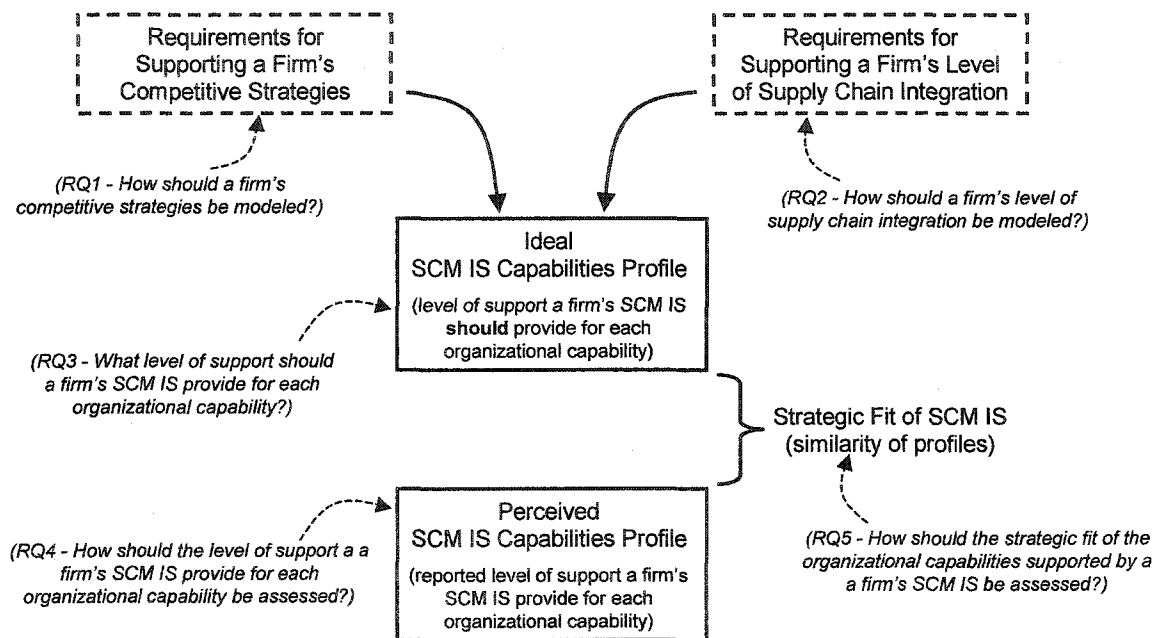 Requirements for
Supporting a Firm's
Competitive Strategies
Requirements for
Supporting a Firm's Level
of Supply Chain Integration
(RQ1 - How should a firm's
competitive strategies be modeled?)
(RQ2 - How should a firm's level of
supply chain integration be modeled?)
Ideal
SCM IS Capabilities Profile
(level of support a firm's SCM IS
should provide for each
organizational capability)
(RQ3 - What level of support should
a firm's SCM IS provide for each
organizational capability?)
Strategic Fit of SCM IS
(similarity of profiles)
Perceived
SCM IS Capabilities Profile
(reported level of support a firm's
SCM IS provide for each
organizational capability)
(RQ4 - How should the level of support a a
firm's SCM IS provide for each
organizational capability be assessed?)
(RQ5 - How should the strategic fit of the
organizational capabilities supported by a
a firm's SCM IS be assessed?)